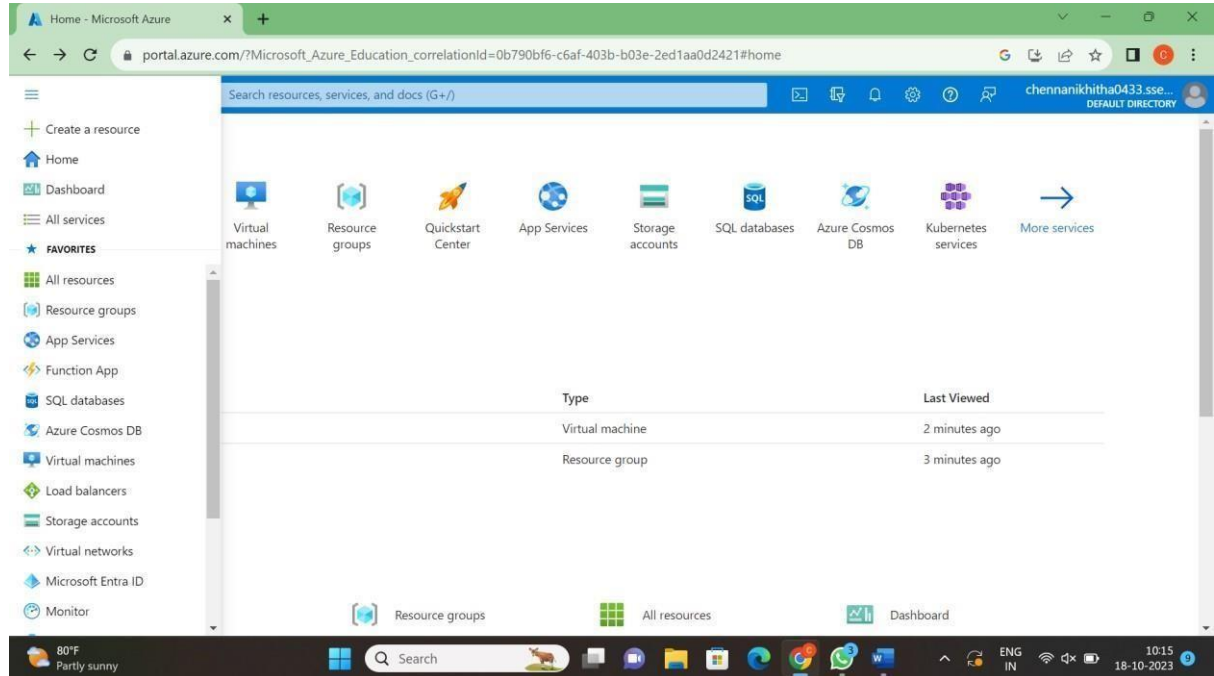 Home - Microsoft Azure
portal.azure.com/?Microsoft_Azure_Education_correlationId=0b790bf6-c6af-403b-b03e-2ed1aa0d2421#home
Search resources, services, and docs (G+/)
chennanikhitha0433.sse...
DEFAULT DIRECTORY
Create a resource
Home
Dashboard
All services
FAVORITES
All resources
Resource groups
App Services
Function App
SQL databases
Azure Cosmos DB
Virtual machines
Load balancers
Storage accounts
Virtual networks
Microsoft Entra ID
Monitor
Virtual
machines
Resource
groups
Quickstart
Center
App Services
Storage
accounts
SQL
SQL databases
Azure Cosmos
DB
Kubernetes
services
More services
Type Last Viewed
Virtual machine 2 minutes ago
Resource group 3 minutes ago
Resource groups
All resources
Dashboard
80°F
Partly sunny
Search
3
ENG
IN
10:15
18-10-2023
9